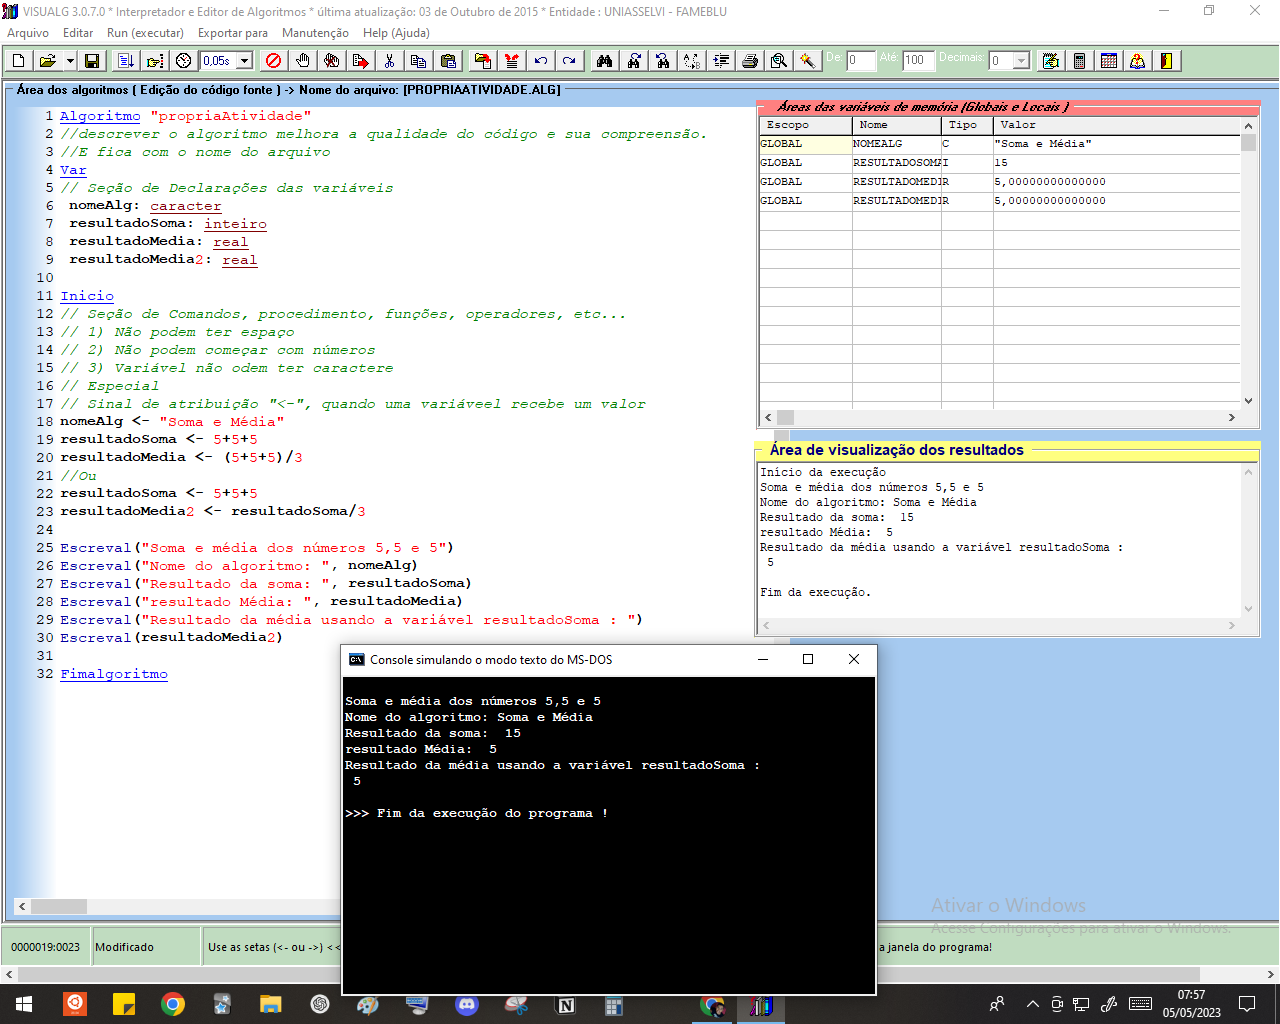 VISUALG 3.0.7.0 * Interpretador e Editor de Algoritmos * última atualização: 03 de Outubro de 2015 * Entidade : UNIASSELVI - FAMEBLU
Arquivo Editar Run (executar) Exportar para Manutenção Help (Ajuda)
0,05s De: 0 Até: 100 Decimais: 0
Área dos algoritmos ( Edição do código fonte ) -> Nome do arquivo: [PROPRIAATIVIDADE.ALG]
1 Algoritmo "propriaAtividade"
2 //descrever o algoritmo melhora a qualidade do código e sua compreensão.
3 //E fica com o nome do arquivo
4 Var
5 // Seção de Declarações das variáveis
6 nomeAlg: caracter
7 resultadoSoma: inteiro
8 resultadoMedia: real
9 resultadoMedia2: real
10
11 Inicio
12 // Seção de Comandos, procedimento, funções, operadores, etc...
13 // 1) Não podem ter espaço
14 // 2) Não podem começar com números
15 // 3) Variável não odem ter caractere
16 // Especial
17 // Sinal de atribuição "<-", quando uma variáveel recebe um valor
18 nomeAlg <- "Soma e Média"
19 resultadoSoma <- 5+5+5
20 resultadoMedia <- (5+5+5)/3
21 //Ou
22 resultadoSoma <- 5+5+5
23 resultadoMedia2 <- resultadoSoma/3
24
25 Escreval("Soma e média dos números 5,5 e 5")
26 Escreval("Nome do algoritmo: ", nomeAlg)
27 Escreval("Resultado da soma: ", resultadoSoma)
28 Escreval("resultado Média: ", resultadoMedia)
29 Escreval("Resultado da média usando a variável resultadoSoma : ")
30 Escreval(resultadoMedia2)
31
32 Fimalgoritmo
Áreas das variáveis de memória (Globais e Locais )
Escopo Nome Tipo Valor
GLOBAL NOMEALG C "Soma e Média"
GLOBAL RESULTADOSOMA I 15
GLOBAL RESULTADOMEDI R 5,00000000000000
GLOBAL RESULTADOMEDI R 5,00000000000000
Área de visualização dos resultados
Início da execução
Soma e média dos números 5,5 e 5
Nome do algoritmo: Soma e Média
Resultado da soma: 15
resultado Média: 5
Resultado da média usando a variável resultadoSoma :
5
Fim da execução.
Console simulando o modo texto do MS-DOS
Soma e média dos números 5,5 e 5
Nome do algoritmo: Soma e Média
Resultado da soma: 15
resultado Média: 5
Resultado da média usando a variável resultadoSoma :
5
>>> Fim da execução do programa !
Ativar o Windows
Acesse Configurações para ativar o Windows.
0000019:0023 Modificado Use as setas (<- ou ->) << a janela do programa!
07:57
05/05/2023